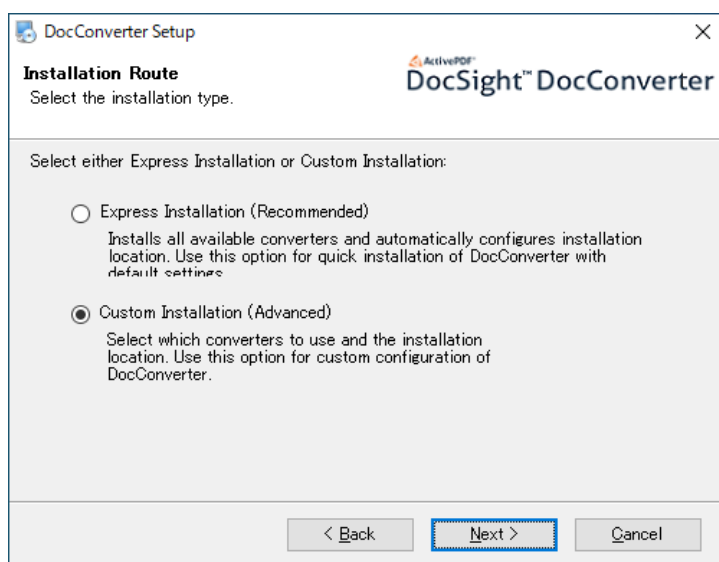 DocConverter Setup
Installation Route
Select the installation type.
ActivePDF
DocSight™ DocConverter
Select either Express Installation or Custom Installation:
Express Installation (Recommended)
Installs all available converters and automatically configures installation
location. Use this option for quick installation of DocConverter with
default settings.
Custom Installation (Advanced)
Select which converters to use and the installation
location. Use this option for custom configuration of
DocConverter.
< Back
Next >
Cancel